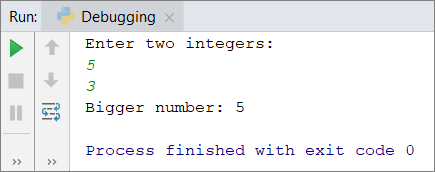 Run: Debugging
Enter two integers:
5
3
Bigger number: 5
Process finished with exit code 0